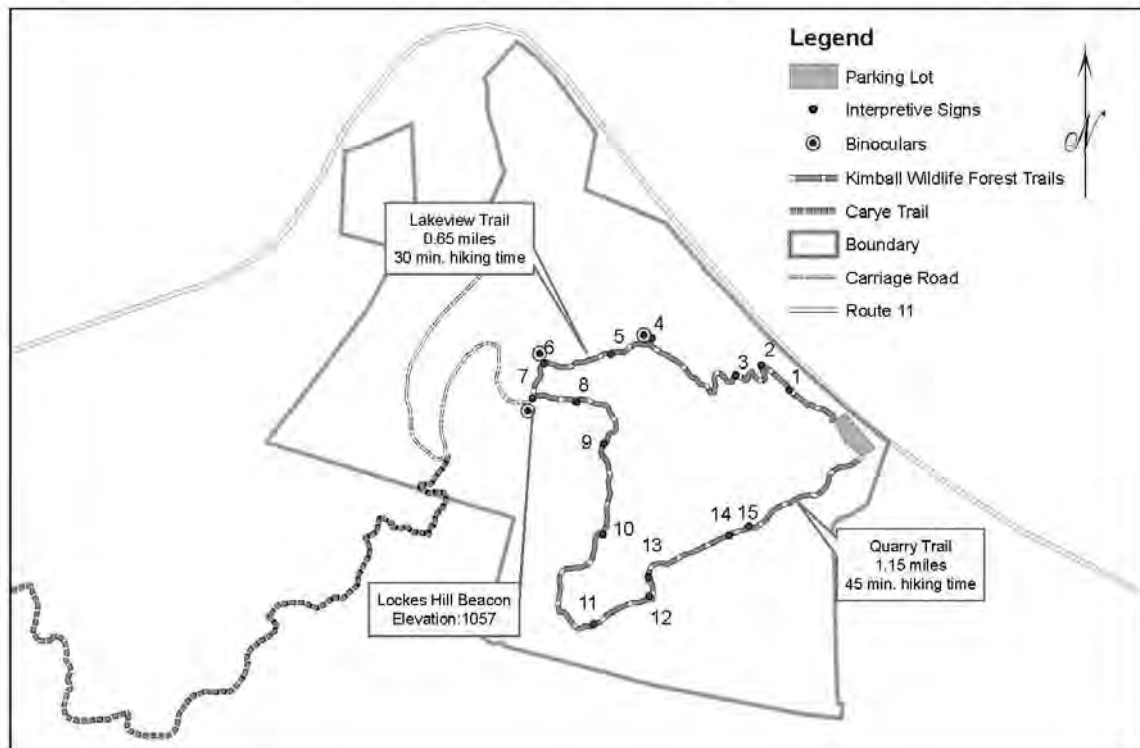 Legend
Parking Lot
Interpretive Signs
Binoculars
Kimball Wildlife Forest Trails
Carye Trail
Boundary
Carriage Road
Route 11
N
Lakeview Trail
0.65 miles
30 min. hiking time
4
5
6
3
2
1
7
8
9
10
14
15
13
12
11
Quarry Trail
1.15 miles
45 min. hiking time
Lockes Hill Beacon
Elevation:1057